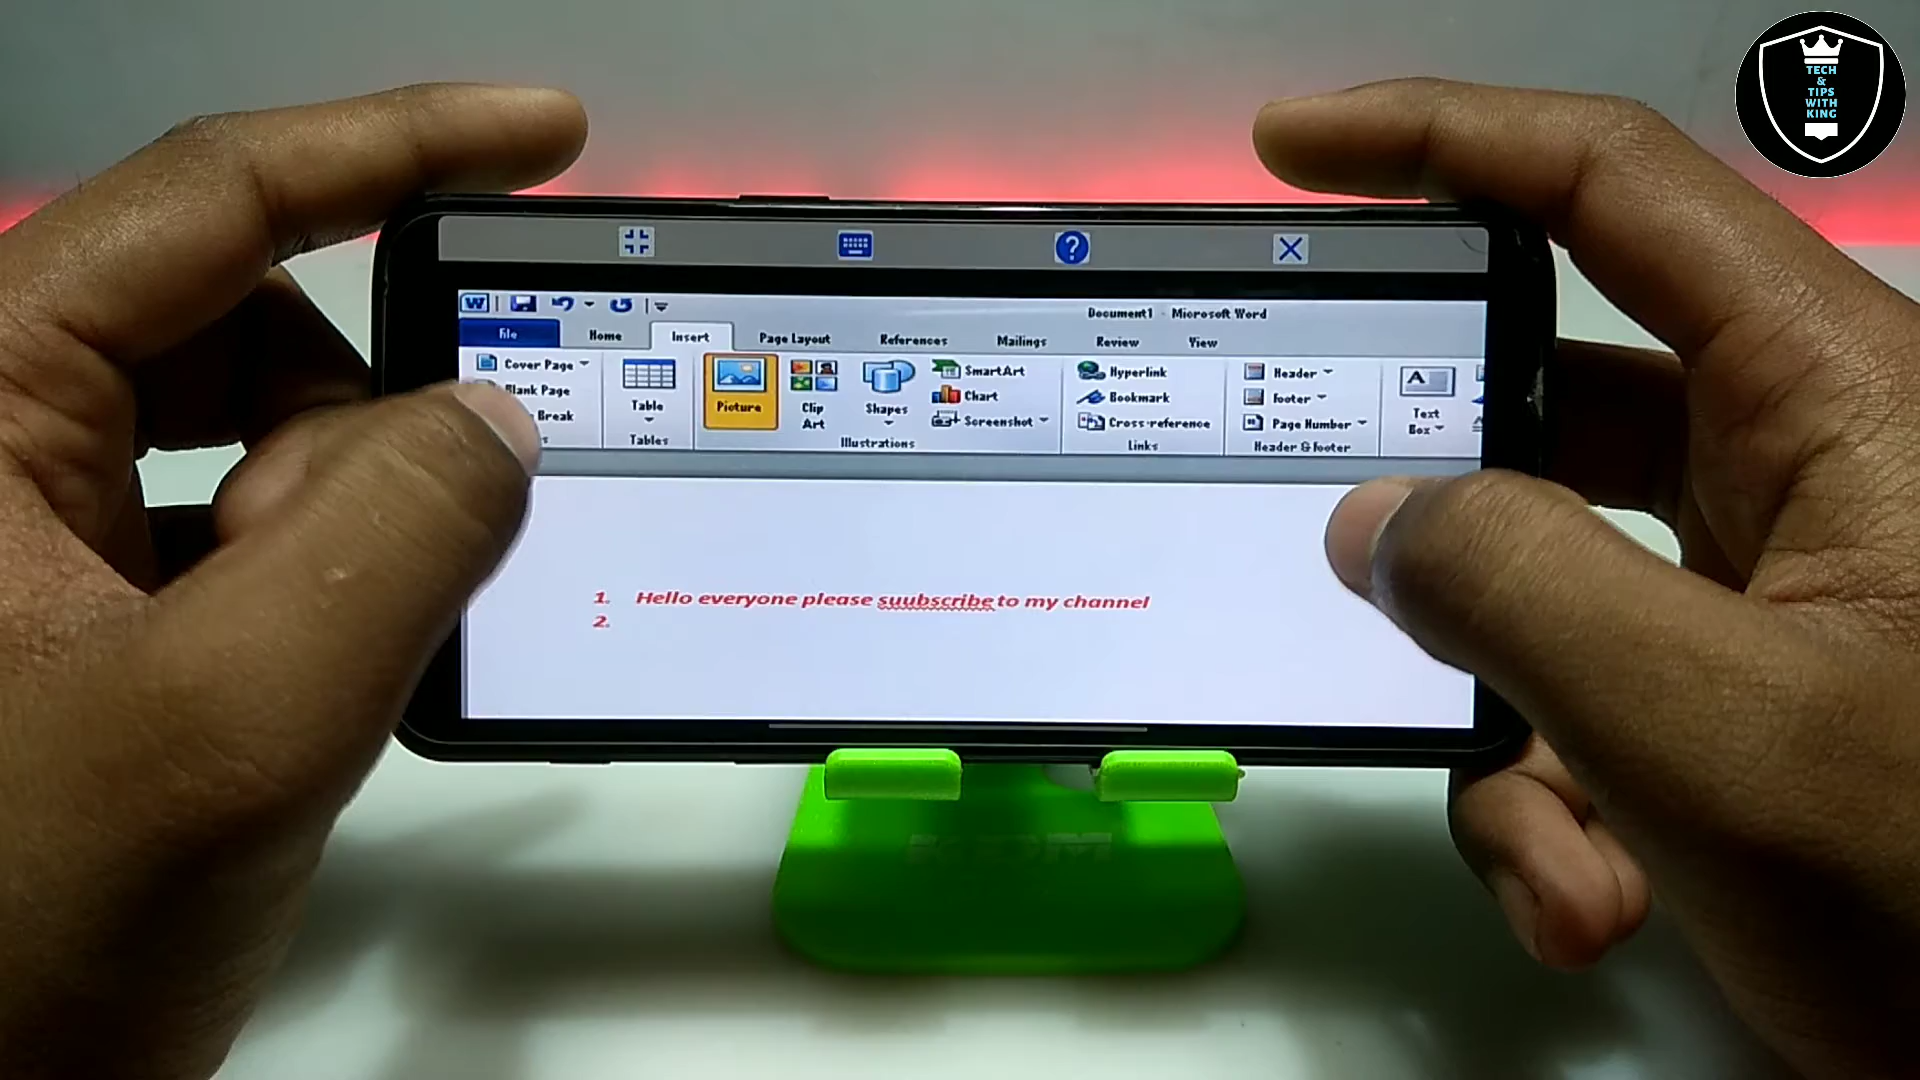 TECH
&
TIPS
WITH
KING
?
W
Document1 - Microsoft Word
File Home Insert Page Layout References Mailings Review View
Cover Page
Blank Page
Break
Table
Tables
Picture
Clip
Art
Shapes
SmartArt
Chart
Screenshot
Illustrations
Hyperlink
Bookmark
Cross-reference
Links
Header
Footer
Page Number
Header & Footer
A
Text
Box
1. Hello everyone please suubscribe to my channel
2.